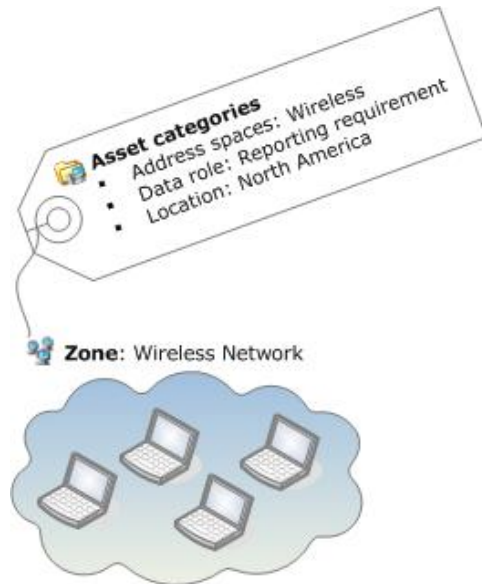 Asset categories
▪ Address spaces: Wireless
▪ Data role: Reporting requirement
▪ Location: North America
Zone: Wireless Network